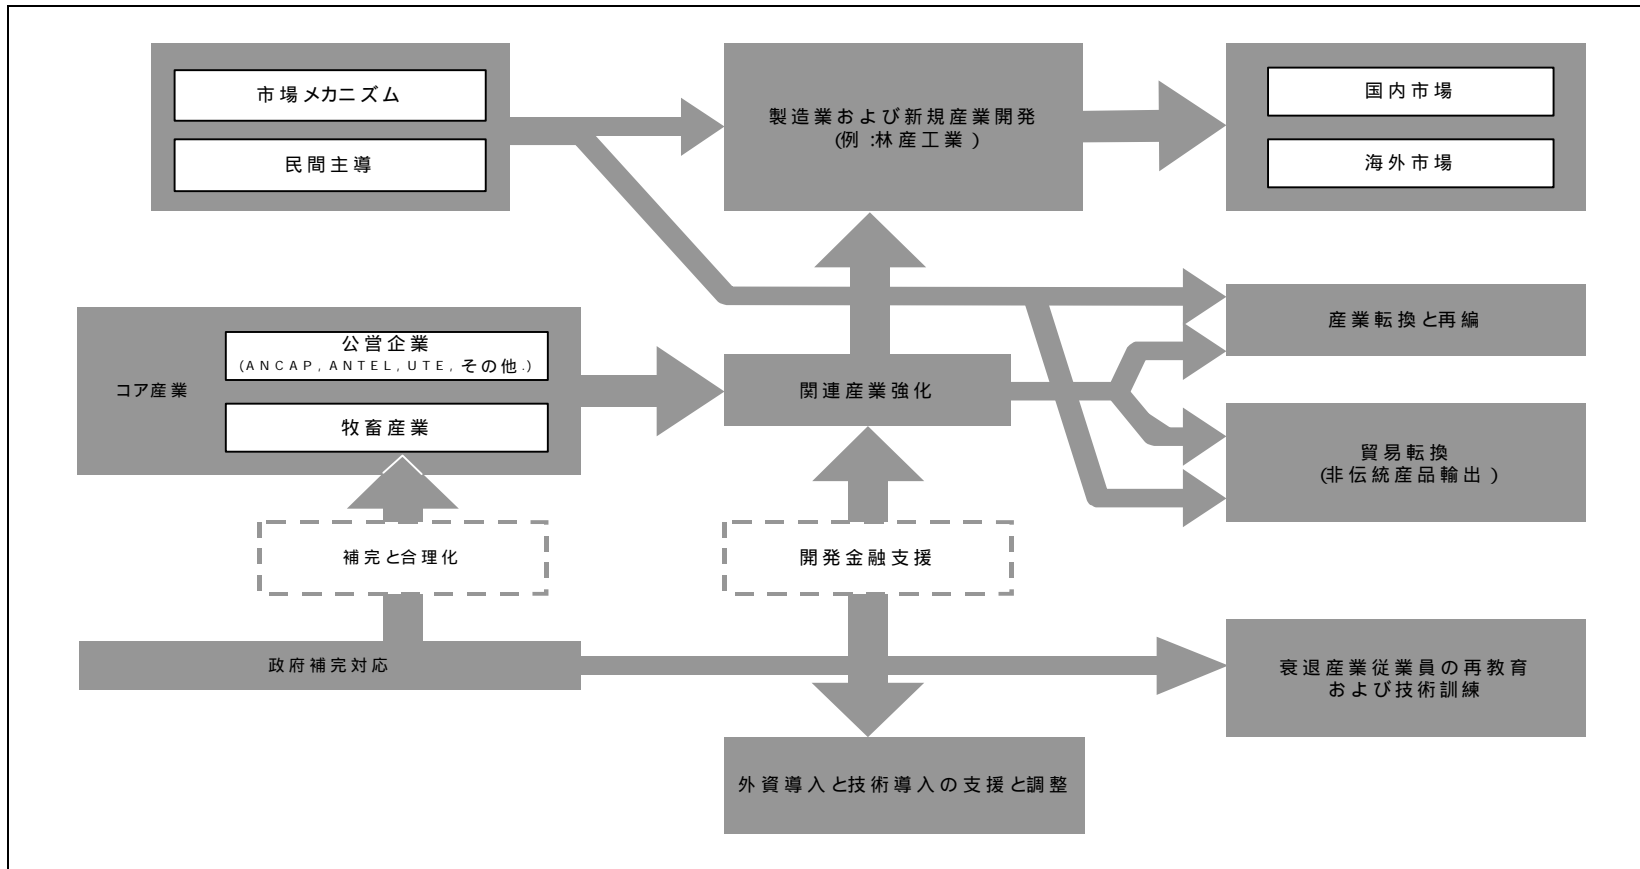 市場メカニズム
民間主導
製造業および新規産業開発
(例:林産工業)
国内市場
海外市場
コア産業
公営企業
(ANCAP, ANTEL, UTE, その他.)
牧畜産業
関連産業強化
産業転換と再編
貿易転換
(非伝統産品輸出)
補完と合理化
開発金融支援
政府補完対応
衰退産業従業員の再教育
および技術訓練
外資導入と技術導入の支援と調整